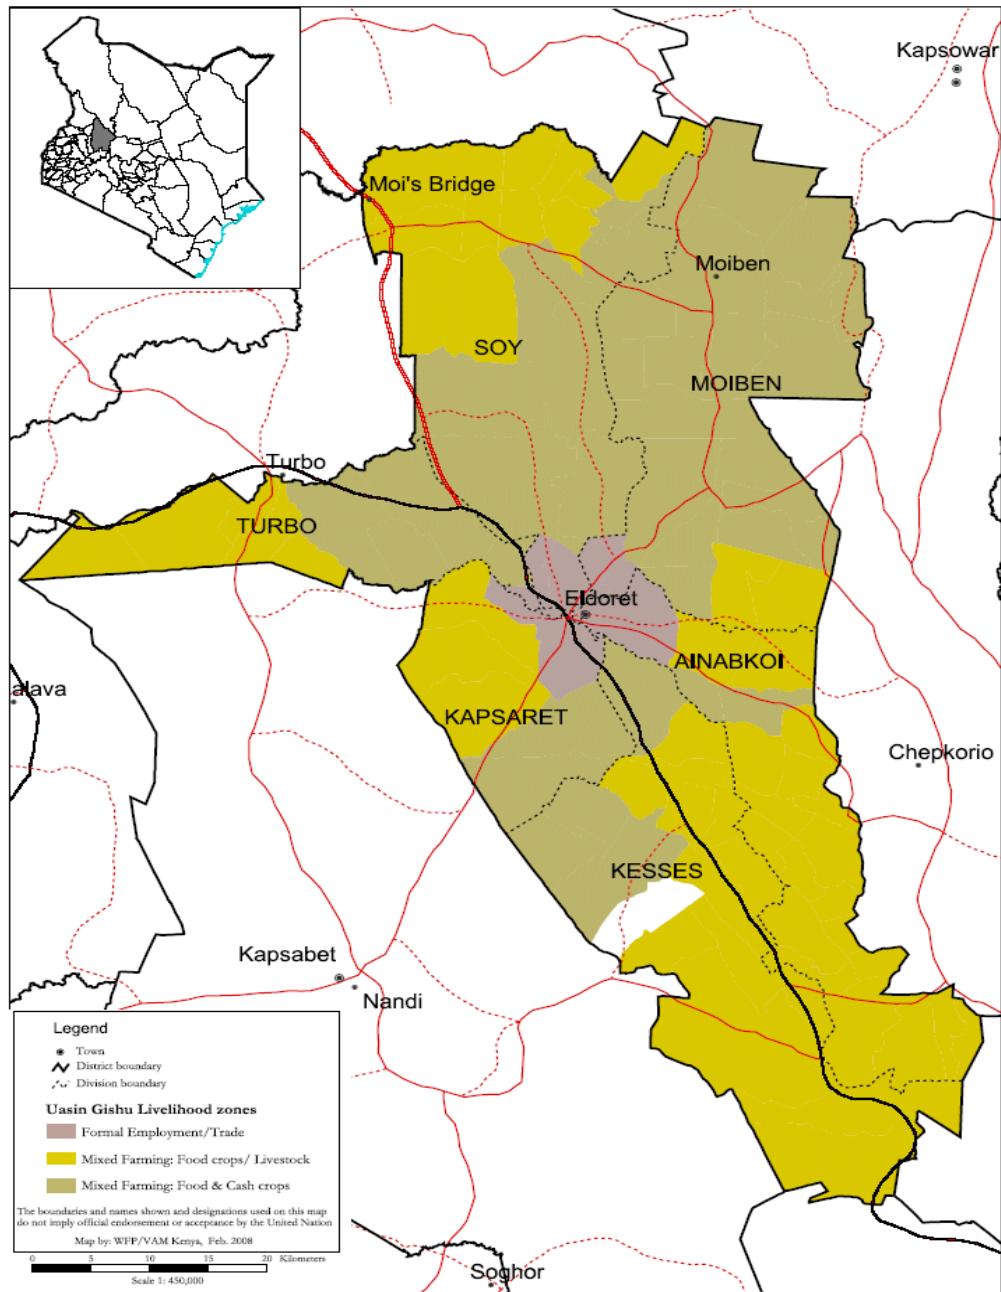 Kapsowar
Moi's Bridge
Moiben
SOY
MOIBEN
Turbo
TURBO
Eldoret
AINABKOI
alava
KAPSARET
Chepkorio
KESSES
Kapsabet
Nandi
Legend
Town
District boundary
Division boundary
Uasin Gishu Livelihood zones
Formal Employment/Trade
Mixed Farming: Food crops/ Livestock
Mixed Farming: Food & Cash crops
The boundaries and names shown and designations used on this map
do not imply official endorsement or acceptance by the United Nation
Map by: WFP/VAM Kenya, Feb. 2008
0 5 10 15 20 Kilometers
Scale 1: 450,000
Soghor